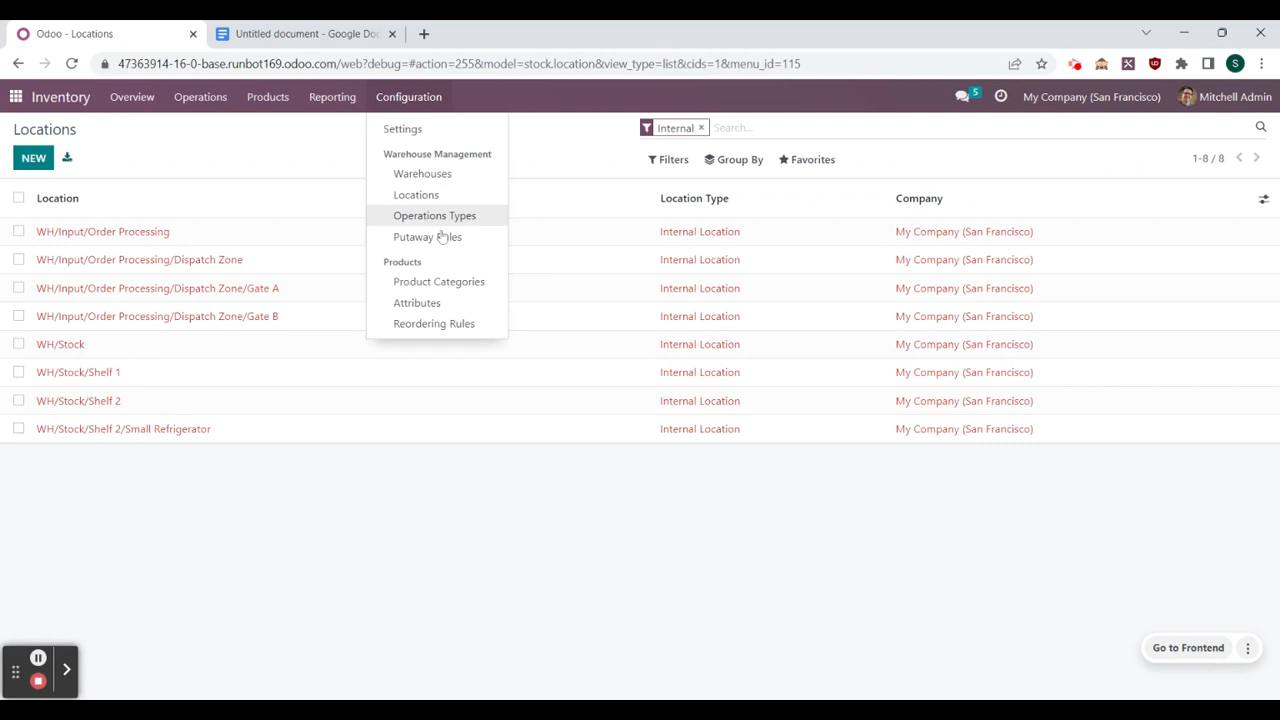 Odoo - Locations
Untitled document - Google Doc
47363914-16-0-base.runbot169.odoo.com/web?debug=#action=255&model=stock.location&view_type=list&cids=1&menu_id=115
Inventory Overview Operations Products Reporting Configuration 5 My Company (San Francisco) Mitchell Admin
Locations
Internal × Search...
NEW
Filters Group By Favorites 1-8 / 8
Settings
Warehouse Management
Warehouses
Locations
Operations Types
Putaway Rules
Products
Product Categories
Attributes
Reordering Rules
Location Location Type Company
WH/Input/Order Processing Internal Location My Company (San Francisco)
WH/Input/Order Processing/Dispatch Zone Internal Location My Company (San Francisco)
WH/Input/Order Processing/Dispatch Zone/Gate A Internal Location My Company (San Francisco)
WH/Input/Order Processing/Dispatch Zone/Gate B Internal Location My Company (San Francisco)
WH/Stock Internal Location My Company (San Francisco)
WH/Stock/Shelf 1 Internal Location My Company (San Francisco)
WH/Stock/Shelf 2 Internal Location My Company (San Francisco)
WH/Stock/Shelf 2/Small Refrigerator Internal Location My Company (San Francisco)
Go to Frontend